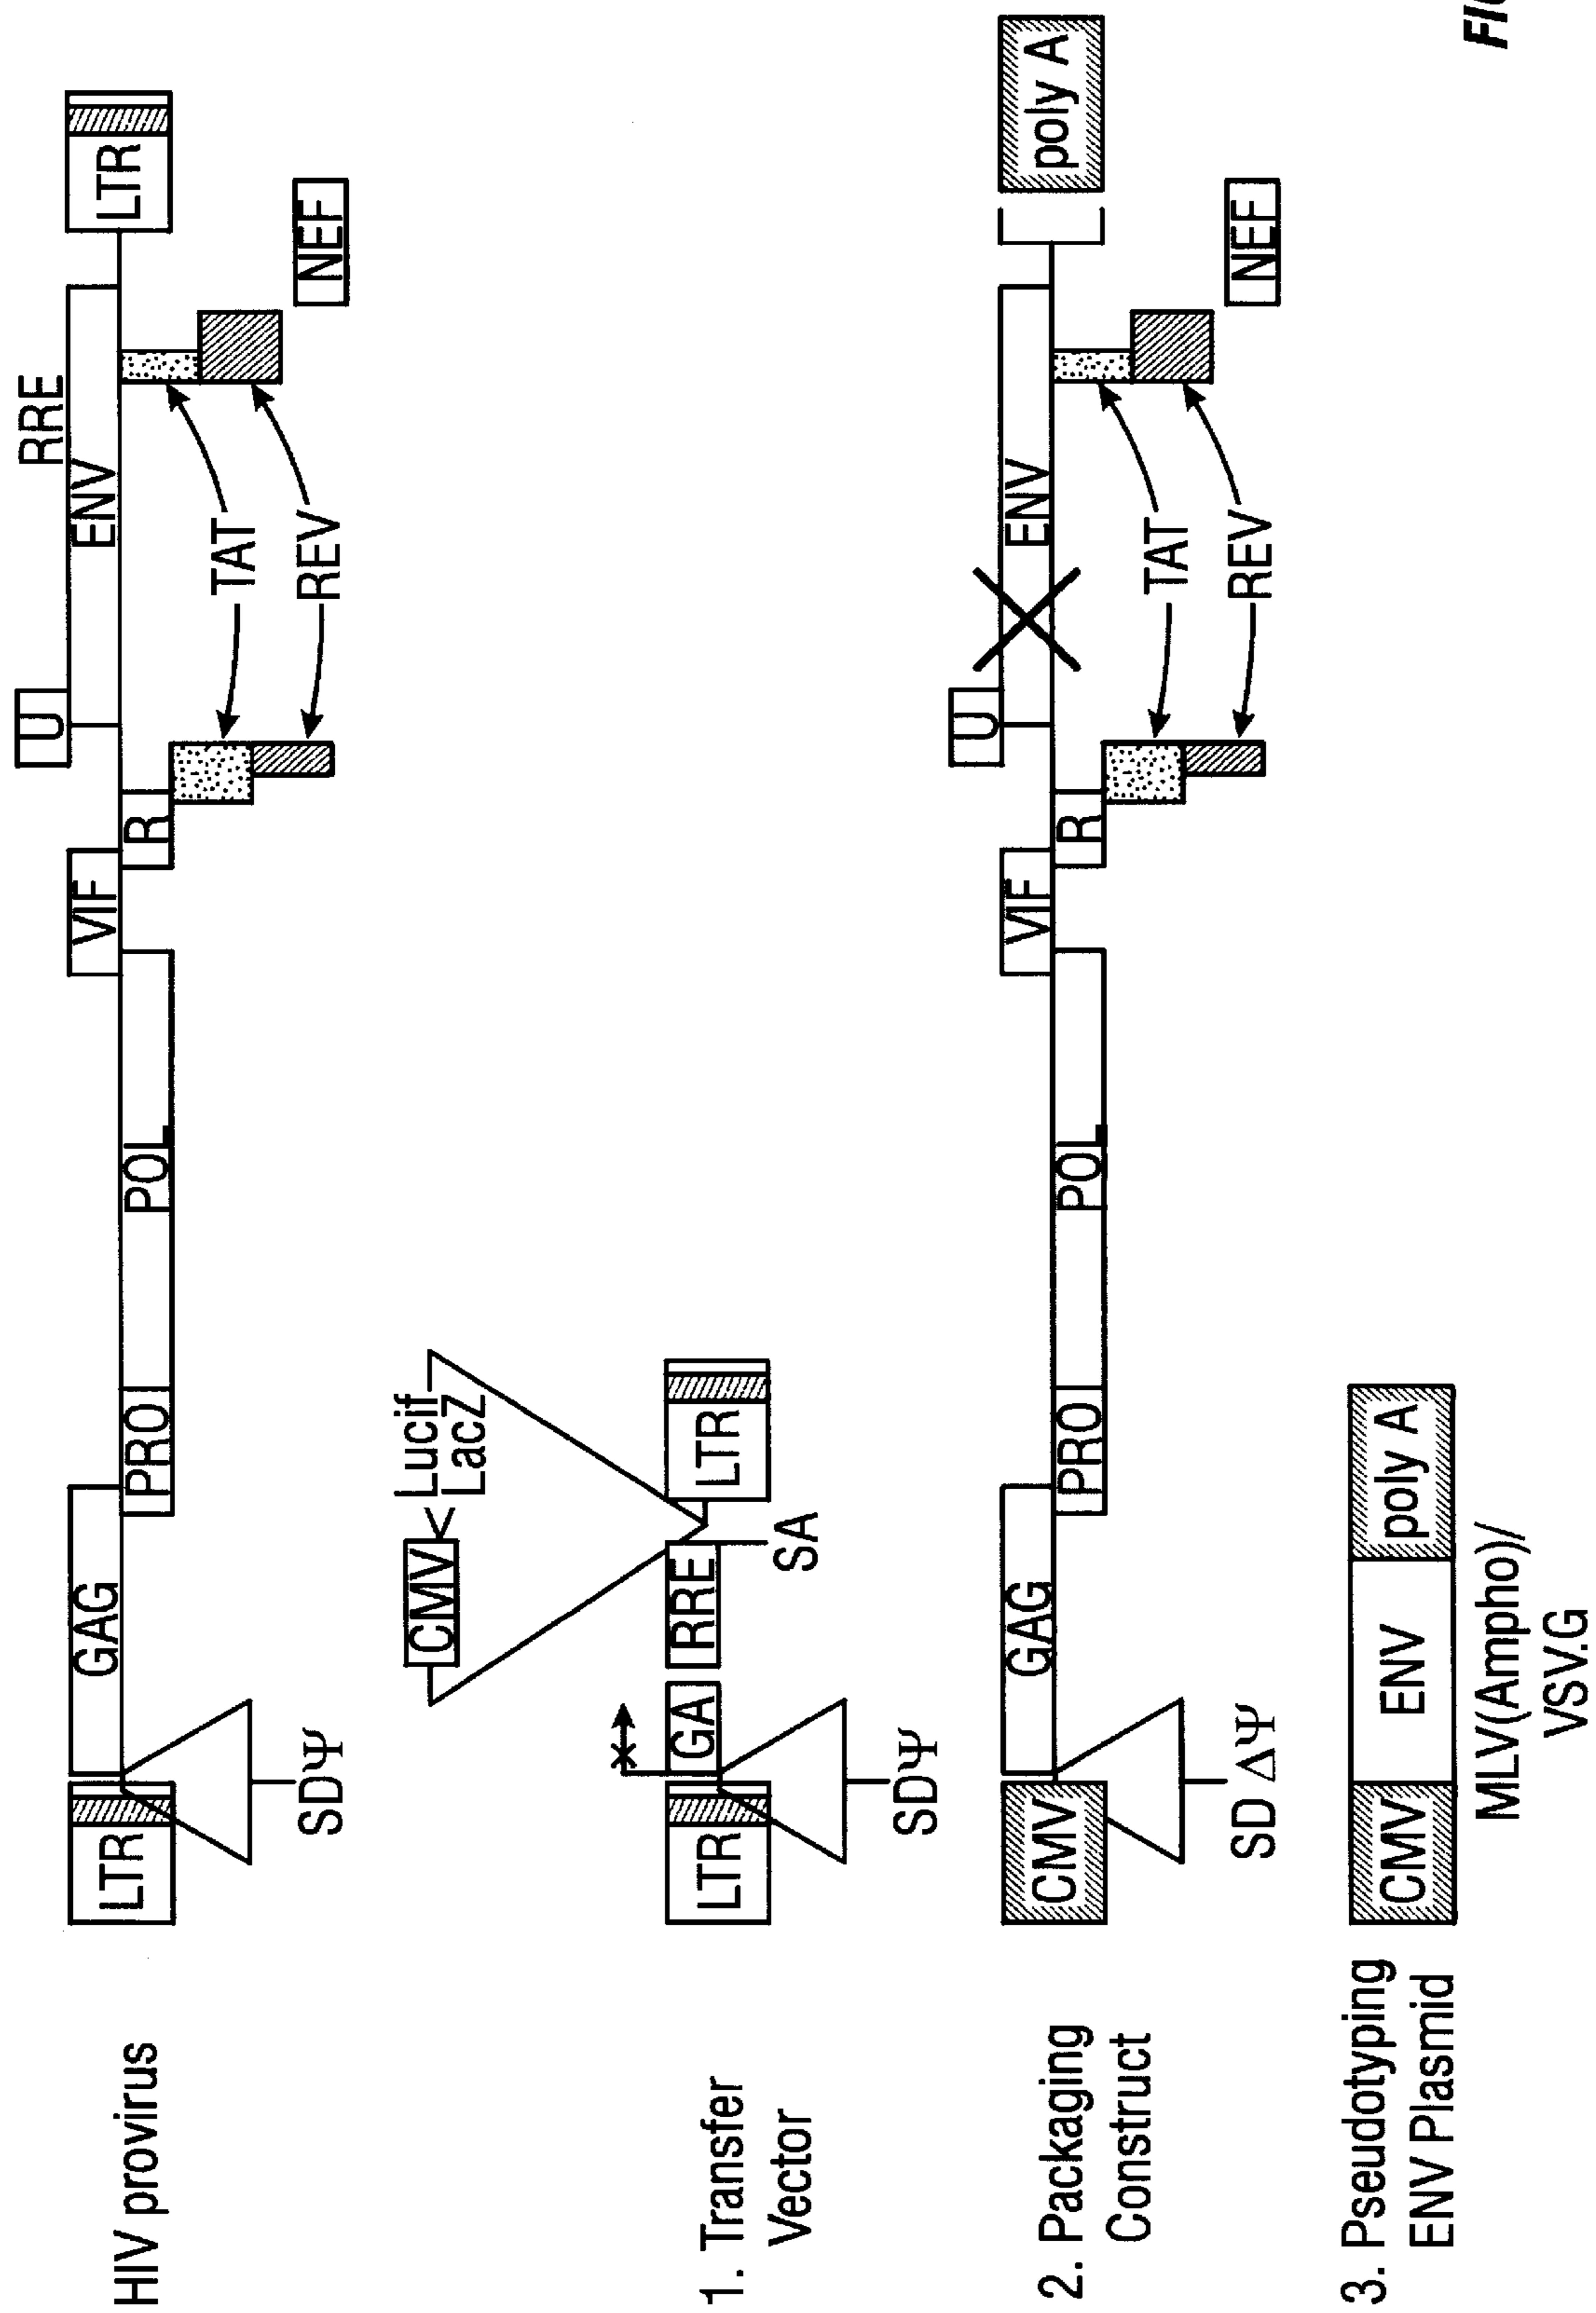 HIV provirus
LTR
SDΨ
GAG
PRO
POL
VIF
R
U
ENV
RRE
TAT
REV
NEF
LTR
1. Transfer
Vector
LTR
SDΨ
GA
RRE
SA
CMV
< Lucif
LacZ
LTR
2. Packaging
Construct
CMV
SD ΔΨ
GAG
PRO
POL
VIF
R
U
ENV
TAT
REV
NEF
poly A
3. Pseudotyping
ENV Plasmid
CMV
ENV
poly A
MLV(Ampho)/
VSV.G